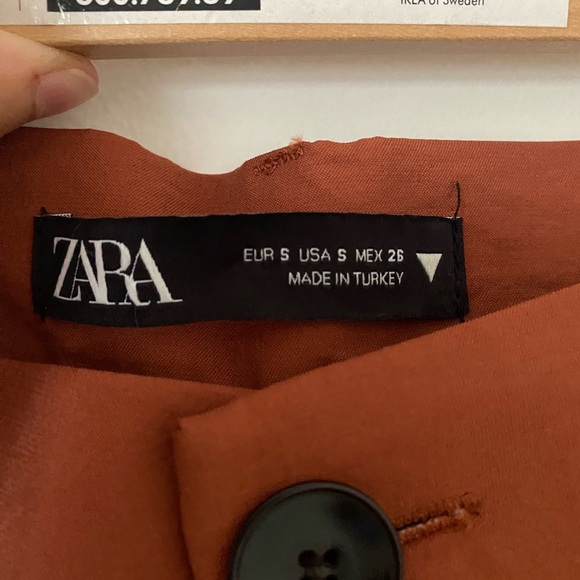 IKEA of Sweden
ZARA
EUR S USA S MEX 26
MADE IN TURKEY